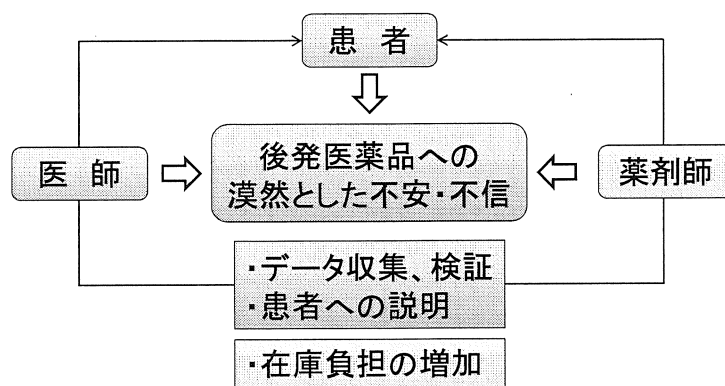 患 者
医 師
後発医薬品への
漠然とした不安・不信
薬剤師
・データ収集、検証
・患者への説明
・在庫負担の増加